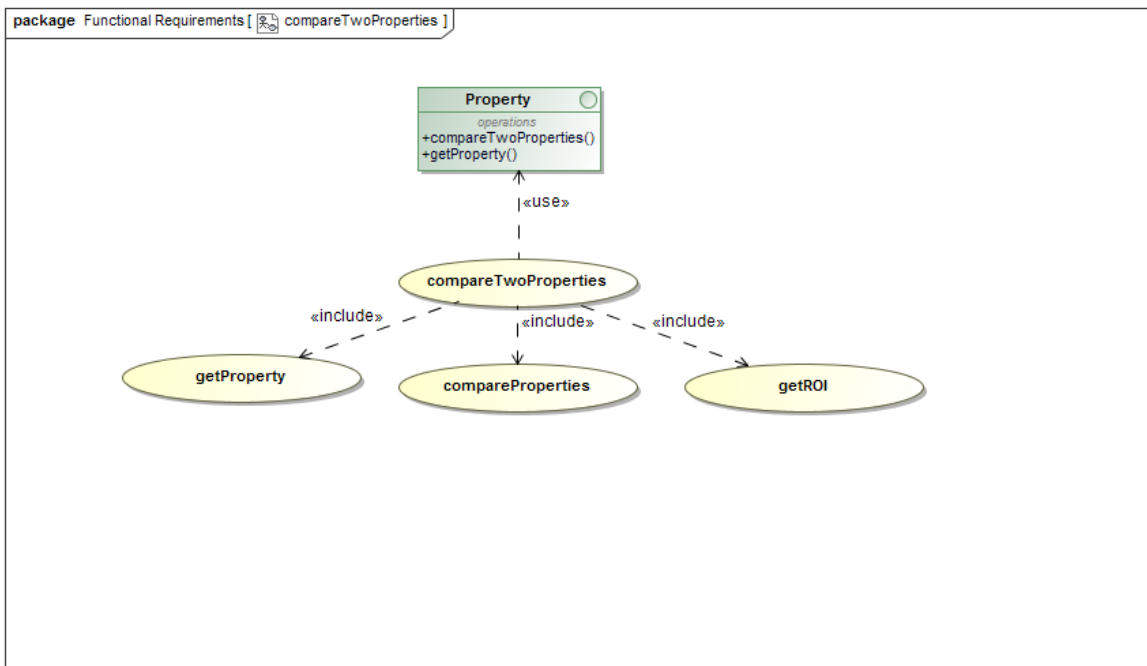 package Functional Requirements [ compareTwoProperties ]
Property
operations
+compareTwoProperties()
+getProperty()
«use»
compareTwoProperties
«include»
«include»
«include»
getProperty
compareProperties
getROI